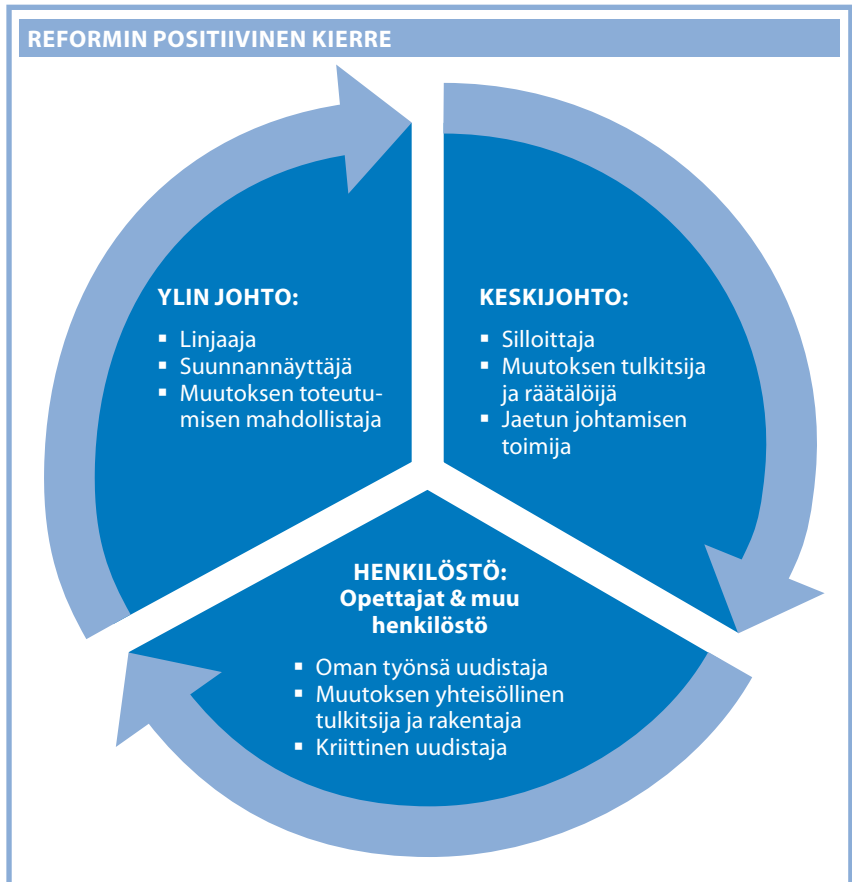 REFORMIN POSITIIVINEN KIERRE
YLIN JOHTO:
▪ Linjaaja
▪ Suunnannäyttäjä
▪ Muutoksen toteutu-
misen mahdollistaja
KESKIJOHTO:
▪ Silloittaja
▪ Muutoksen tulkitsija
ja räätälöijä
▪ Jaetun johtamisen
toimija
HENKILÖSTÖ:
Opettajat & muu
henkilöstö
▪ Oman työnsä uudistaja
▪ Muutoksen yhteisöllinen
tulkitsija ja rakentaja
▪ Kriittinen uudistaja